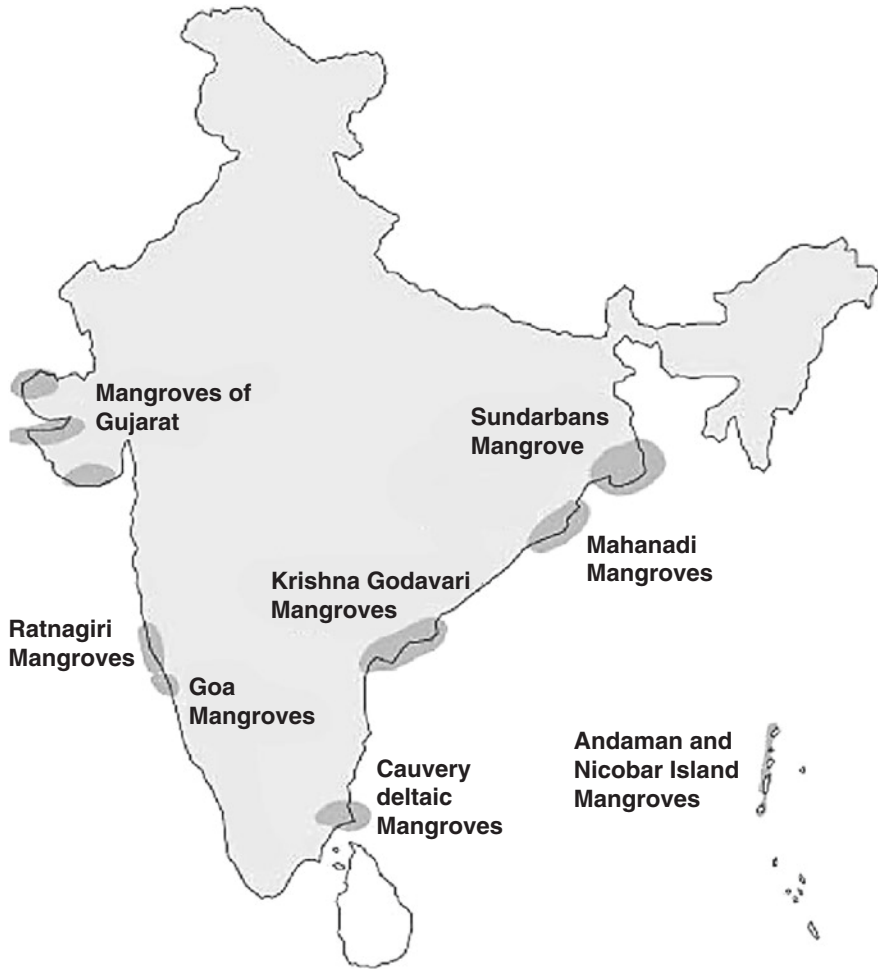 Mangroves of
Gujarat
Sundarbans
Mangrove
Mahanadi
Mangroves
Krishna Godavari
Mangroves
Ratnagiri
Mangroves
Goa
Mangroves
Andaman and
Nicobar Island
Mangroves
Cauvery
deltaic
Mangroves